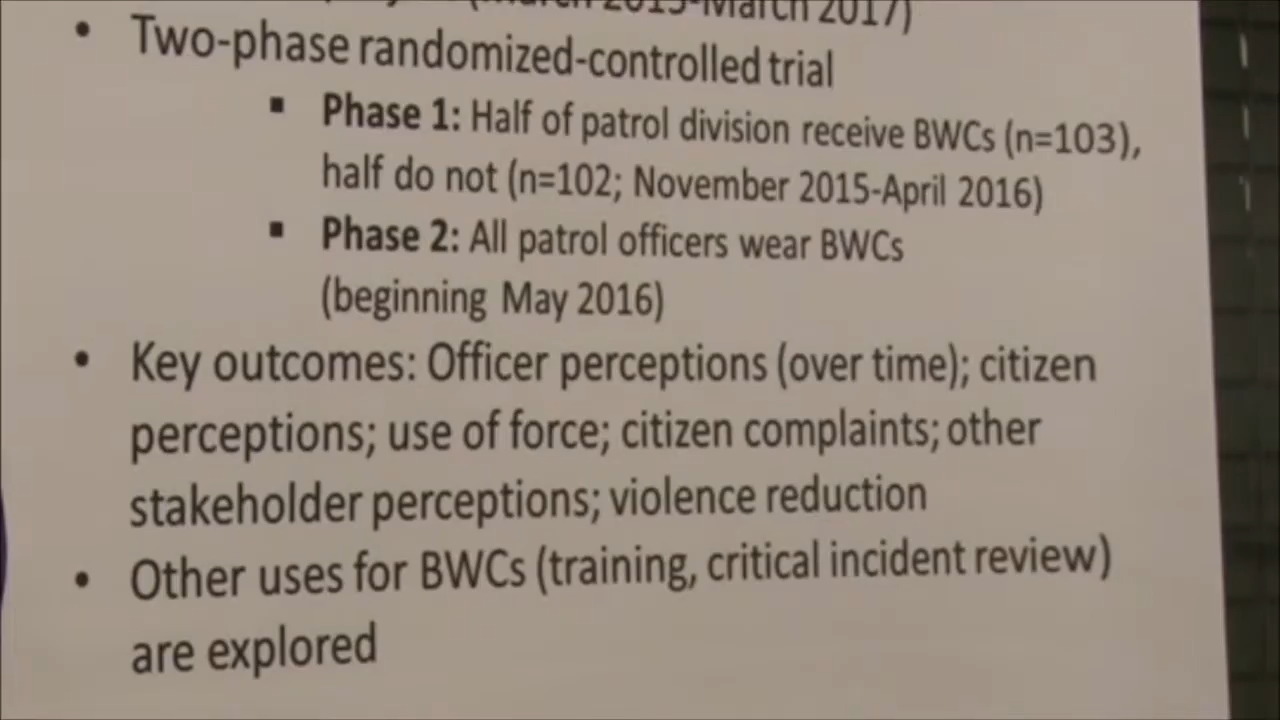 2015-March 2017)
• Two-phase randomized-controlled trial
▪ Phase 1: Half of patrol division receive BWCs (n=103),
half do not (n=102; November 2015-April 2016)
▪ Phase 2: All patrol officers wear BWCs
(beginning May 2016)
• Key outcomes: Officer perceptions (over time); citizen
perceptions; use of force; citizen complaints; other
stakeholder perceptions; violence reduction
• Other uses for BWCs (training, critical incident review)
are explored